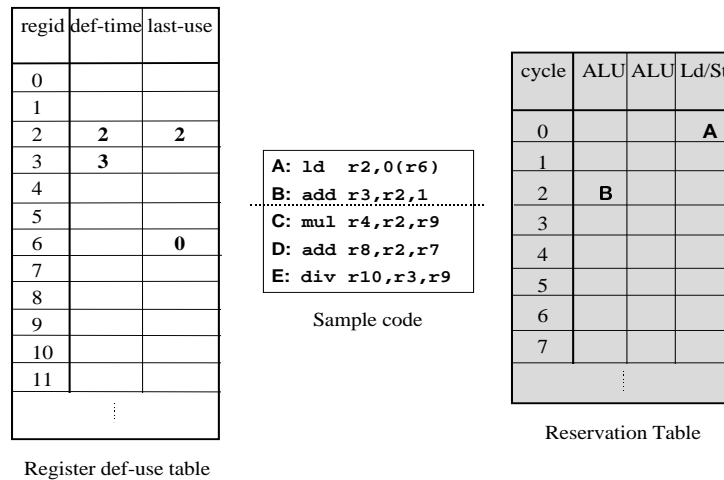 regid def-time last-use
0
1
2 2 2
3 3
4
5
6 0
7
8
9
10
11
Register def-use table
A: ld r2,0(r6)
B: add r3,r2,1
C: mul r4,r2,r9
D: add r8,r2,r7
E: div r10,r3,r9
Sample code
cycle ALU ALU Ld/St
0 A
1
2 B
3
4
5
6
7
Reservation Table